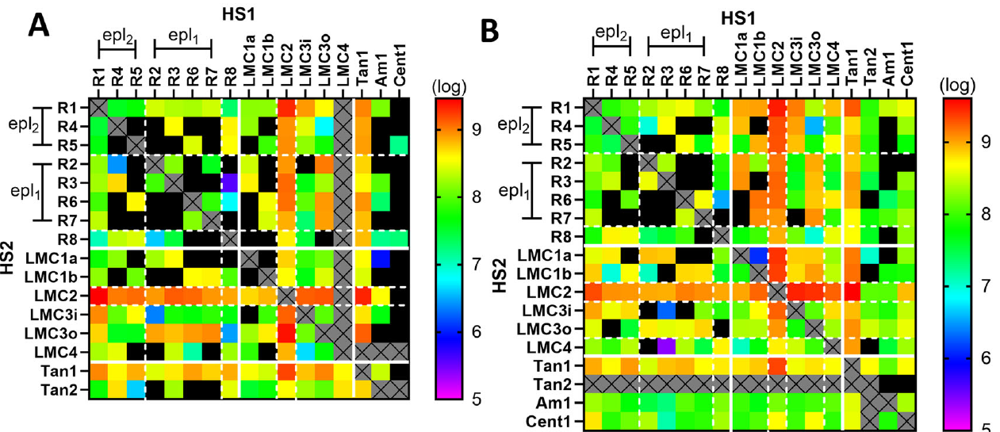 A
HS1
epl2
epl1
R1 R4 R5 R2 R3 R6 R7 R8 LMC1a LMC1b LMC2 LMC3i LMC3o LMC4 Tan1 Am1 Cent1
(log)
HS2
epl2
epl1
R1
R4
R5
R2
R3
R6
R7
R8
LMC1a
LMC1b
LMC2
LMC3i
LMC3o
LMC4
Tan1
Tan2
9
8
7
6
5
B
HS1
epl2
epl1
R1 R4 R5 R2 R3 R6 R7 R8 LMC1a LMC1b LMC2 LMC3i LMC3o LMC4 Tan1 Tan2 Am1 Cent1
(log)
HS2
epl2
epl1
R1
R4
R5
R2
R3
R6
R7
R8
LMC1a
LMC1b
LMC2
LMC3i
LMC3o
LMC4
Tan1
Tan2
Am1
Cent1
9
8
7
6
5